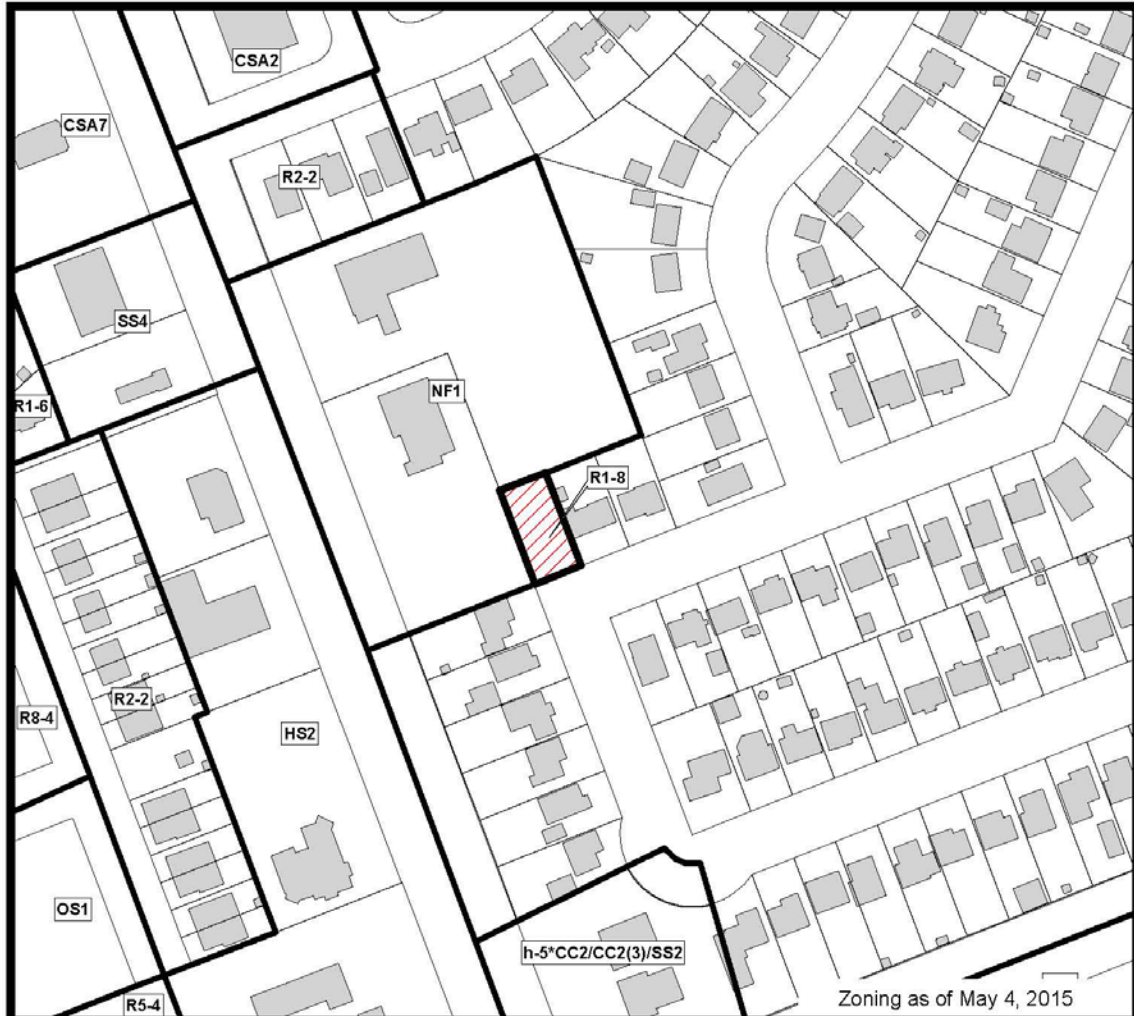 CSA2
CSA7
R2-2
SS4
NF1
R1-6
R1-8
R2-2
R8-4
HS2
OS1
h-5*CC2/CC2(3)/SS2
R5-4
Zoning as of May 4, 2015